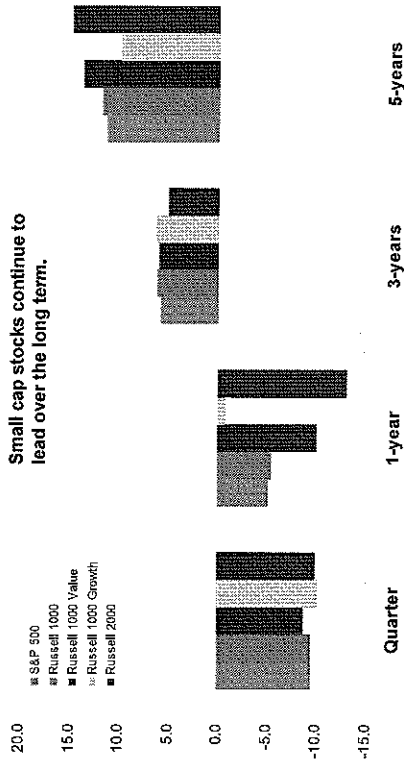 Small cap stocks continue to
lead over the long term.
S&P 500
Russell 1000
Russell 1000 Value
Russell 1000 Growth
Russell 2000
20.0
15.0
10.0
5.0
0.0
-5.0
-10.0
-15.0
Quarter
1-year
3-years
5-years